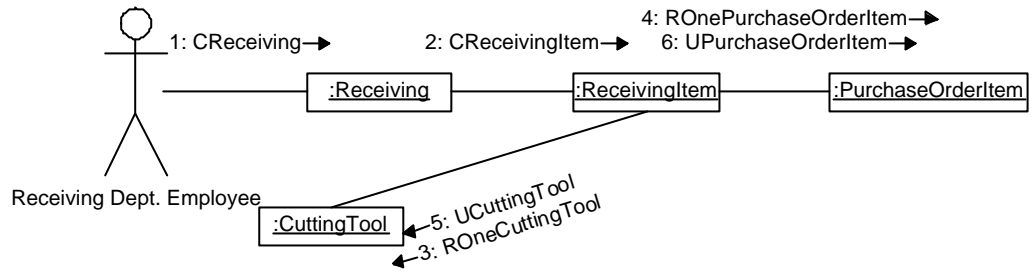 4: ROnePurchaseOrderItem
1: CReceiving
2: CReceivingItem
6: UPurchaseOrderItem
:Receiving
:ReceivingItem
:PurchaseOrderItem
Receiving Dept. Employee
:CuttingTool
5: UCuttingTool
3: ROneCuttingTool